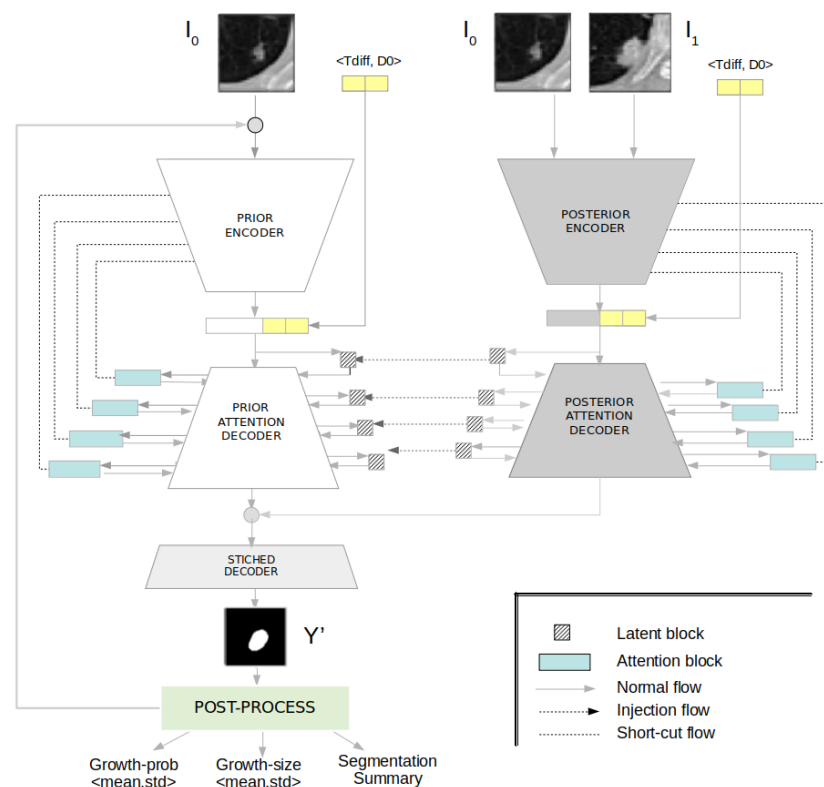 I0
I0
I1
<Tdiff, D0>
<Tdiff, D0>
PRIOR
ENCODER
POSTERIOR
ENCODER
PRIOR
ATTENTION
DECODER
POSTERIOR
ATTENTION
DECODER
STICHED
DECODER
Y’
POST-PROCESS
Growth-prob
<mean.std>
Growth-size
<mean.std>
Segmentation
Summary
Latent block
Attention block
Normal flow
Injection flow
Short-cut flow